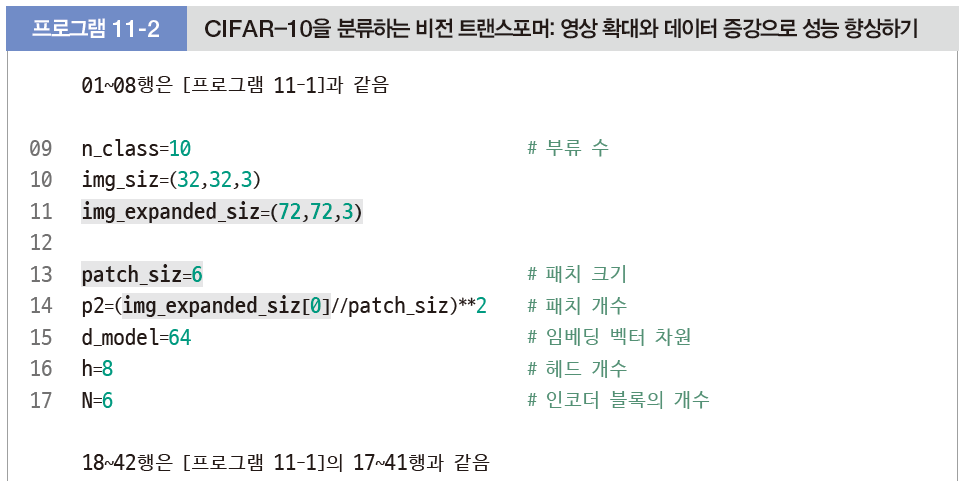 프로그램 11-2 CIFAR-10을 분류하는 비전 트랜스포머: 영상 확대와 데이터 증강으로 성능 향상하기
01~08행은 [프로그램 11-1]과 같음
09 n_class=10 # 부류 수
10 img_siz=(32,32,3)
11 img_expanded_siz=(72,72,3)
12
13 patch_siz=6 # 패치 크기
14 p2=(img_expanded_siz[0]//patch_siz)**2 # 패치 개수
15 d_model=64 # 임베딩 벡터 차원
16 h=8 # 헤드 개수
17 N=6 # 인코더 블록의 개수
18~42행은 [프로그램 11-1]의 17~41행과 같음